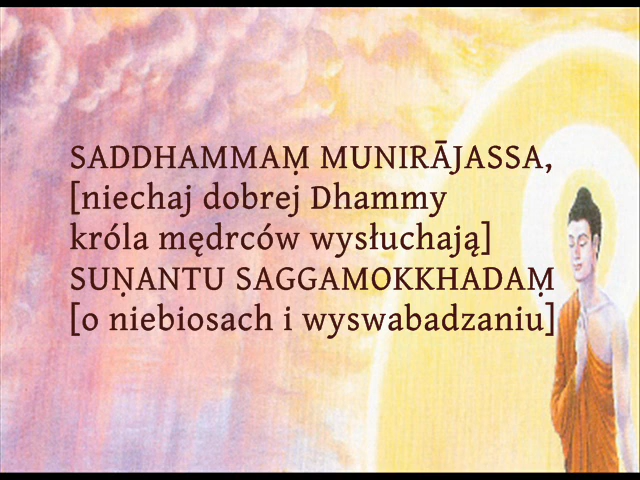 SADDHAMMAṂ MUNIRĀJASSA,
[niechaj dobrej Dhammy
króla mędrców wysłuchają]
SUṆANTU SAGGAMOKKHADAṂ
[o niebiosach i wyswabadzaniu]